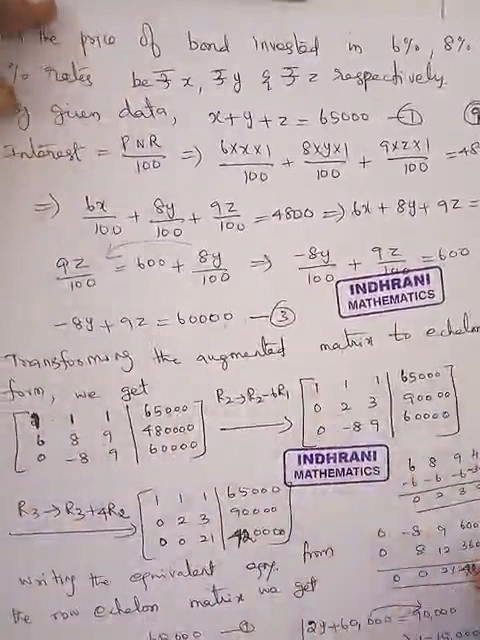 the price of bond invested in 6%, 8%
% rates be ₹ x, ₹ y & ₹ z respectively.
given data, x+y+z = 65000 — ①
Interest = PNR/100 ⇒ 6×x×1/100 + 8×y×1/100 + 9×z×1/100 = 48
⇒ 6x/100 + 8y/100 + 9z/100 = 4800 ⇒ 6x + 8y + 9z =
9z/100 = 600 + 8y/100 ⇒ -8y/100 + 9z/100 = 600
INDHRANI
MATHEMATICS
-8y + 9z = 60000 — ③
Transforming the augmented matrix to echelon
form, we get
[1 1 1 | 65000] R2→R2-6R1 [1 1 1 | 65000]
[6 8 9 | 480000] [0 2 3 | 90000]
[0 -8 9 | 60000] [0 -8 9 | 60000]
INDHRANI
MATHEMATICS
6 8 9
-6 -6 -6
0 2 3
R3→R3+4R2 [1 1 1 | 65000]
[0 2 3 | 90000]
[0 0 21 | 420000]
0 -8 9 600
0 8 12 360
0 0 21
writing the equivalent from
the row echelon matrix we get
2y+60,000 = 90,000